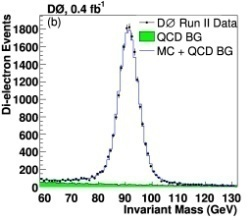 DØ, 0.4 fb⁻¹
(b)
DØ Run II Data
QCD BG
MC + QCD BG
Di-electron Events
1800
1600
1400
1200
1000
800
600
400
200
0
60 70 80 90 100 110 120 130
Invariant Mass (GeV)